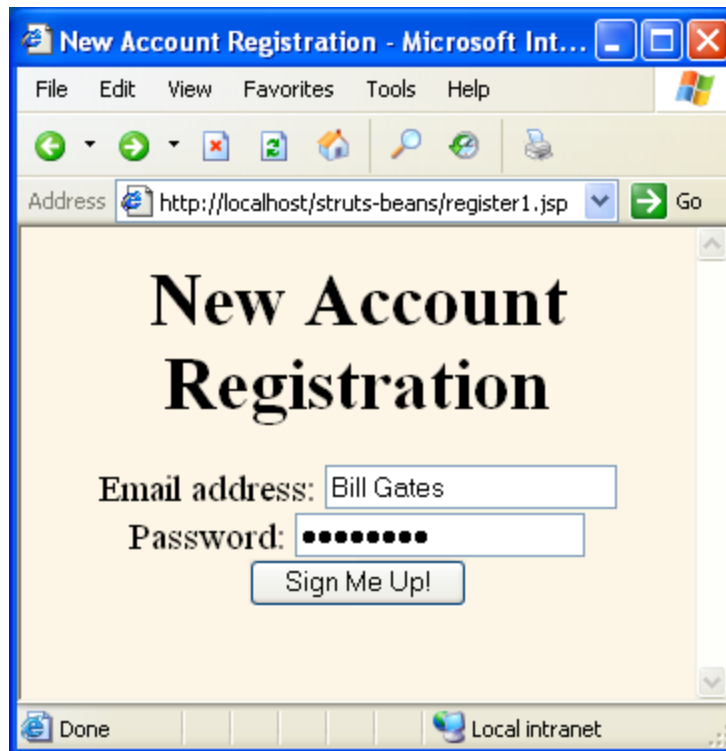 New Account Registration - Microsoft Int...
File Edit View Favorites Tools Help
Address http://localhost/struts-beans/register1.jsp Go
New Account
Registration
Email address: Bill Gates
Password: ••••••••
Sign Me Up!
Done Local intranet